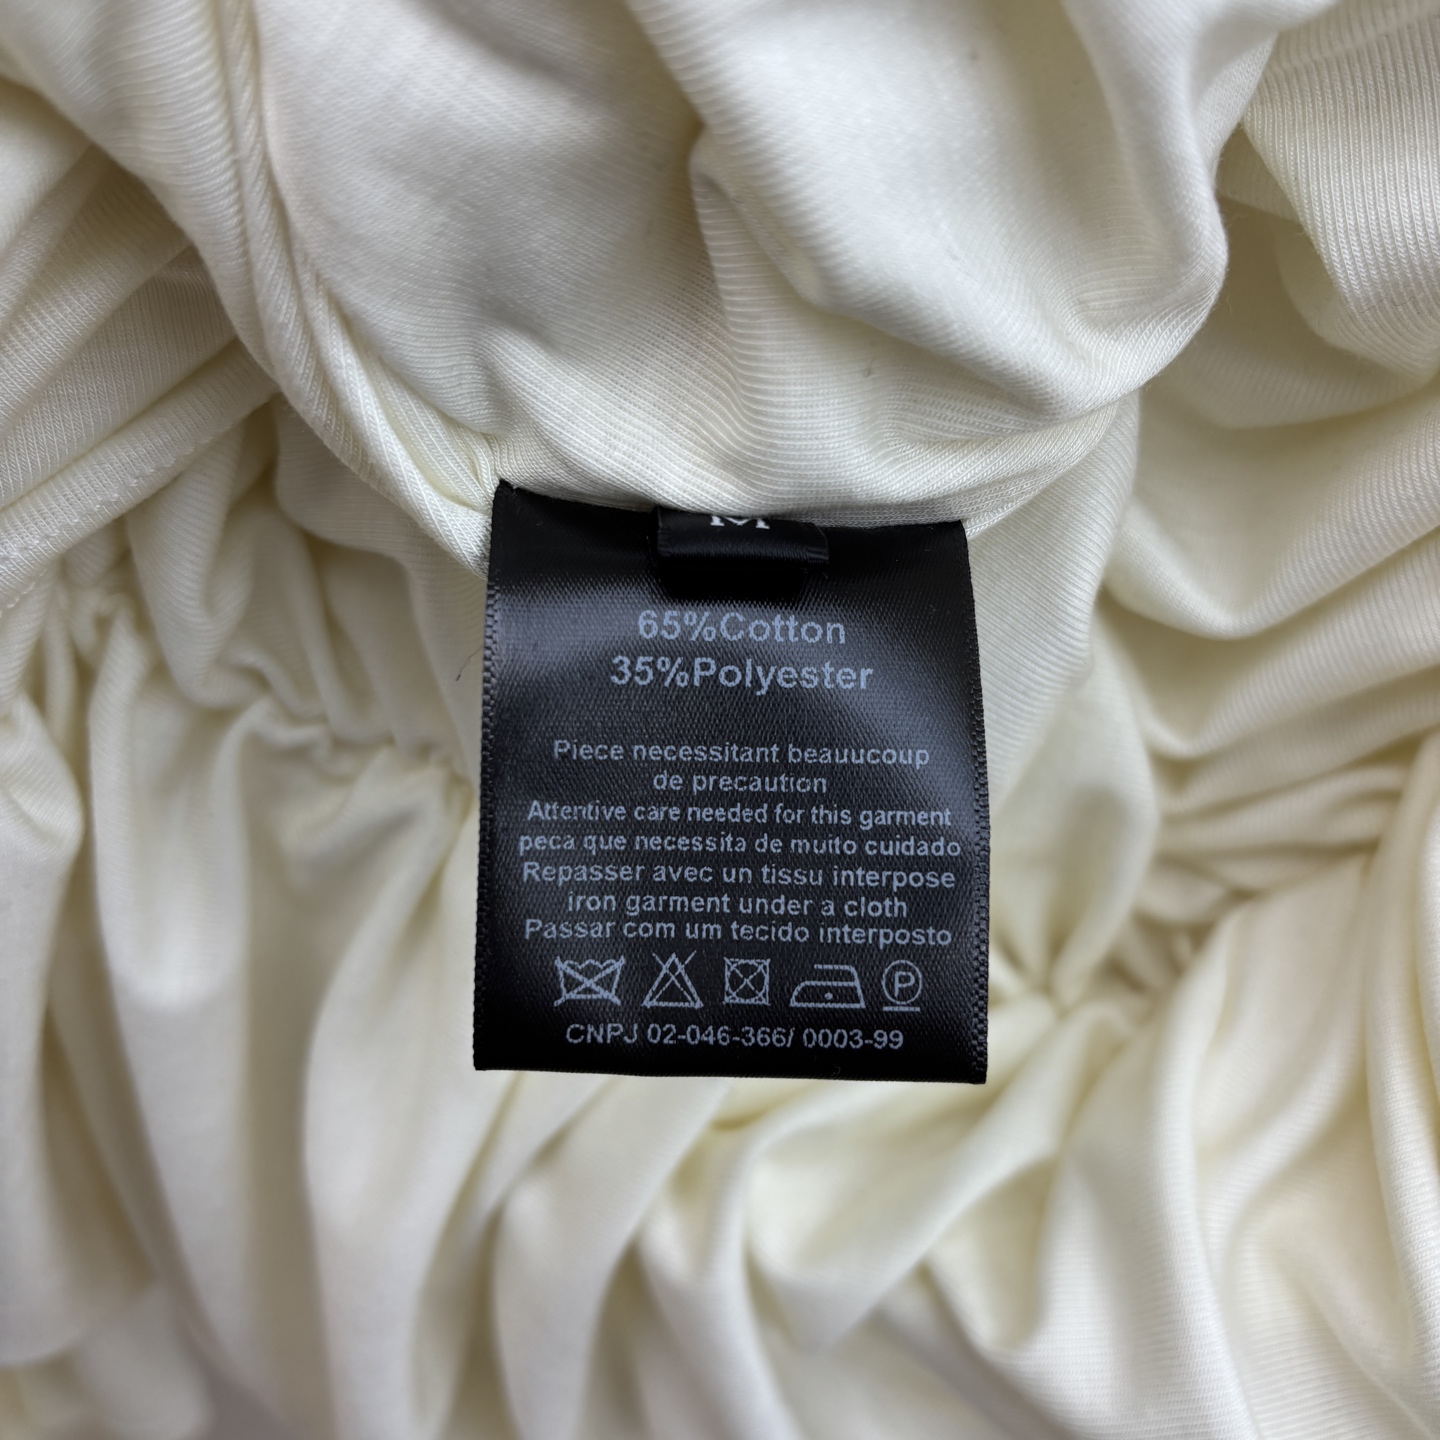 M
65%Cotton
35%Polyester
Piece necessitant beauucoup
de precaution
Attentive care needed for this garment
peca que necessita de muito cuidado
Repasser avec un tissu interpose
iron garment under a cloth
Passar com um tecido interposto
P
CNPJ 02-046-366/ 0003-99